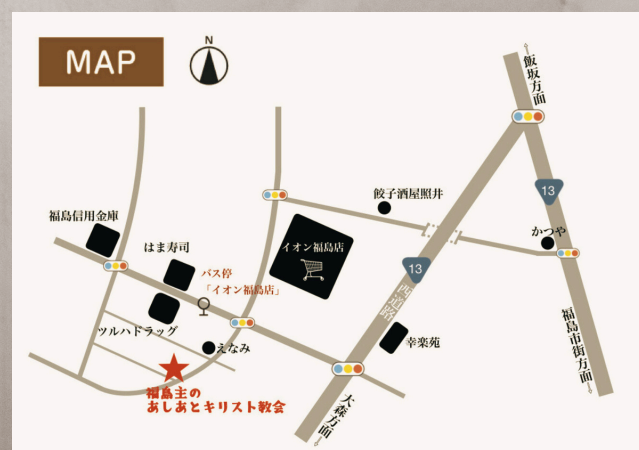 MAP
N
飯坂方面
13
餃子酒屋照井
かつや
福島信用金庫
はま寿司
イオン福島店
バス停
「イオン福島店」
13
西道路
福島市街方面
ツルハドラッグ
えなみ
幸楽苑
大森方面
福島主の
あしあとキリスト教会